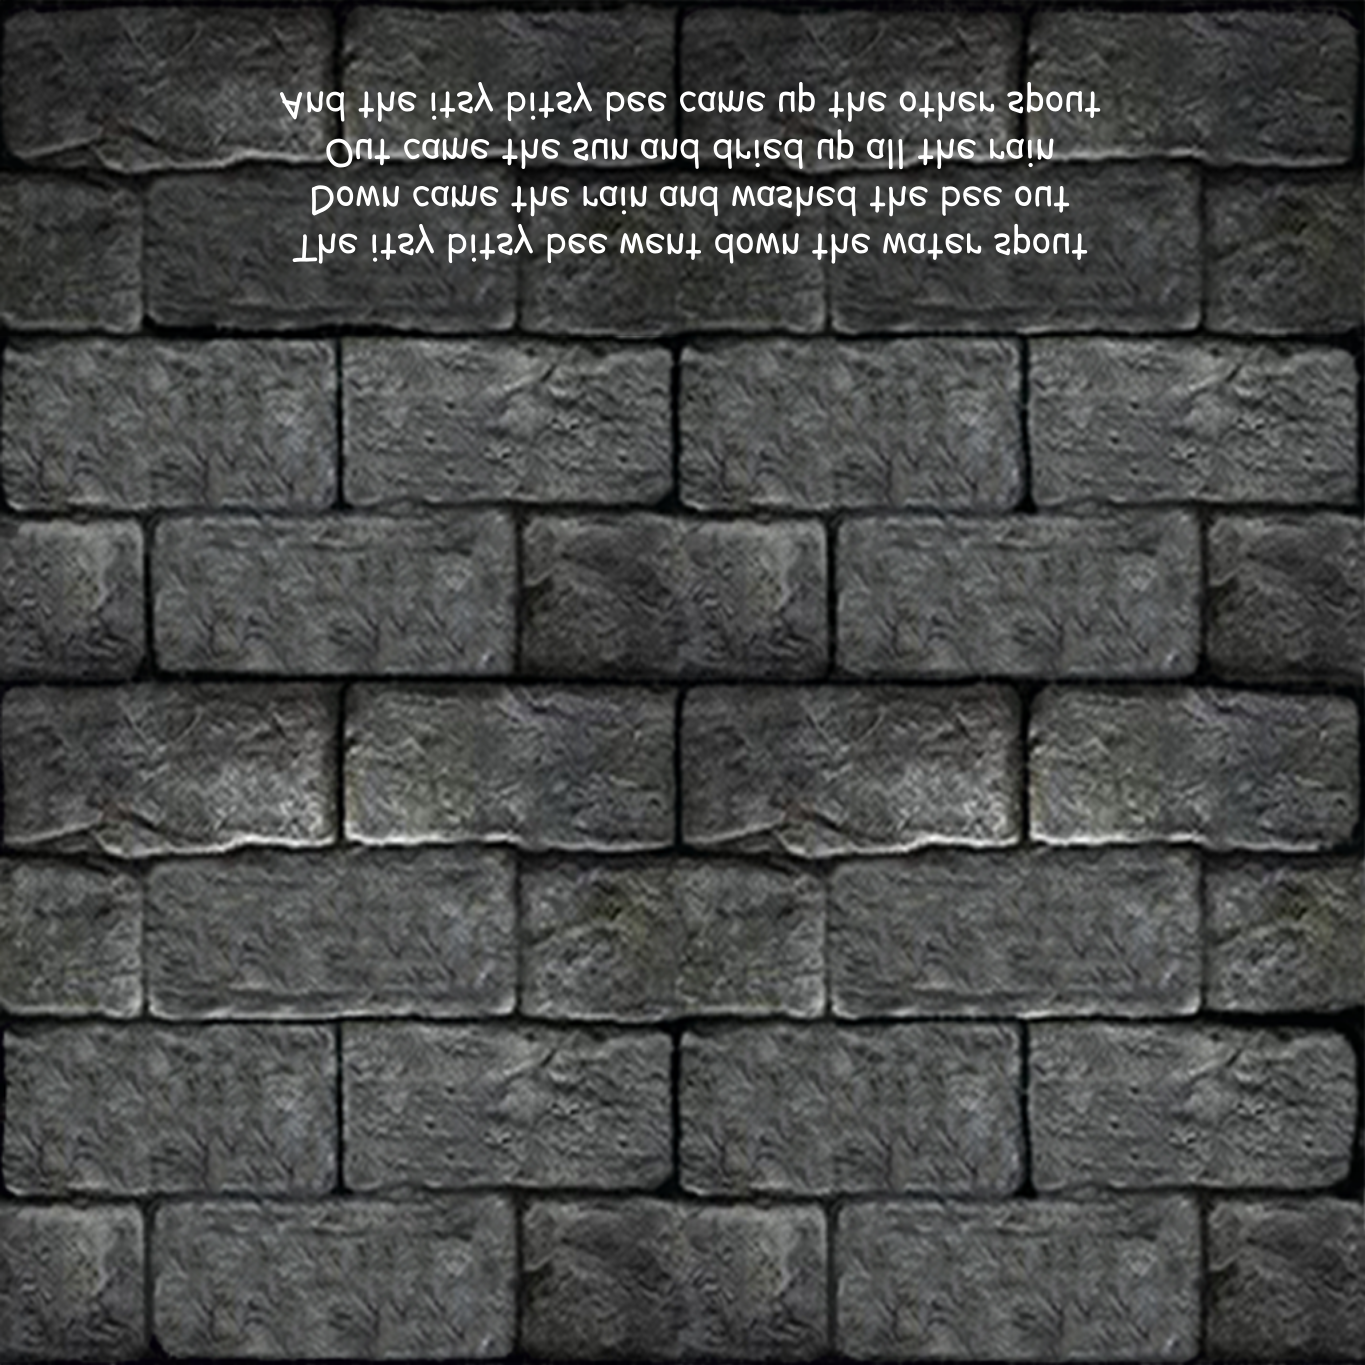 The itsy bitsy bee went down the water spout
Down came the rain and washed the bee out
Out came the sun and dried up all the rain
And the itsy bitsy bee came up the other spout